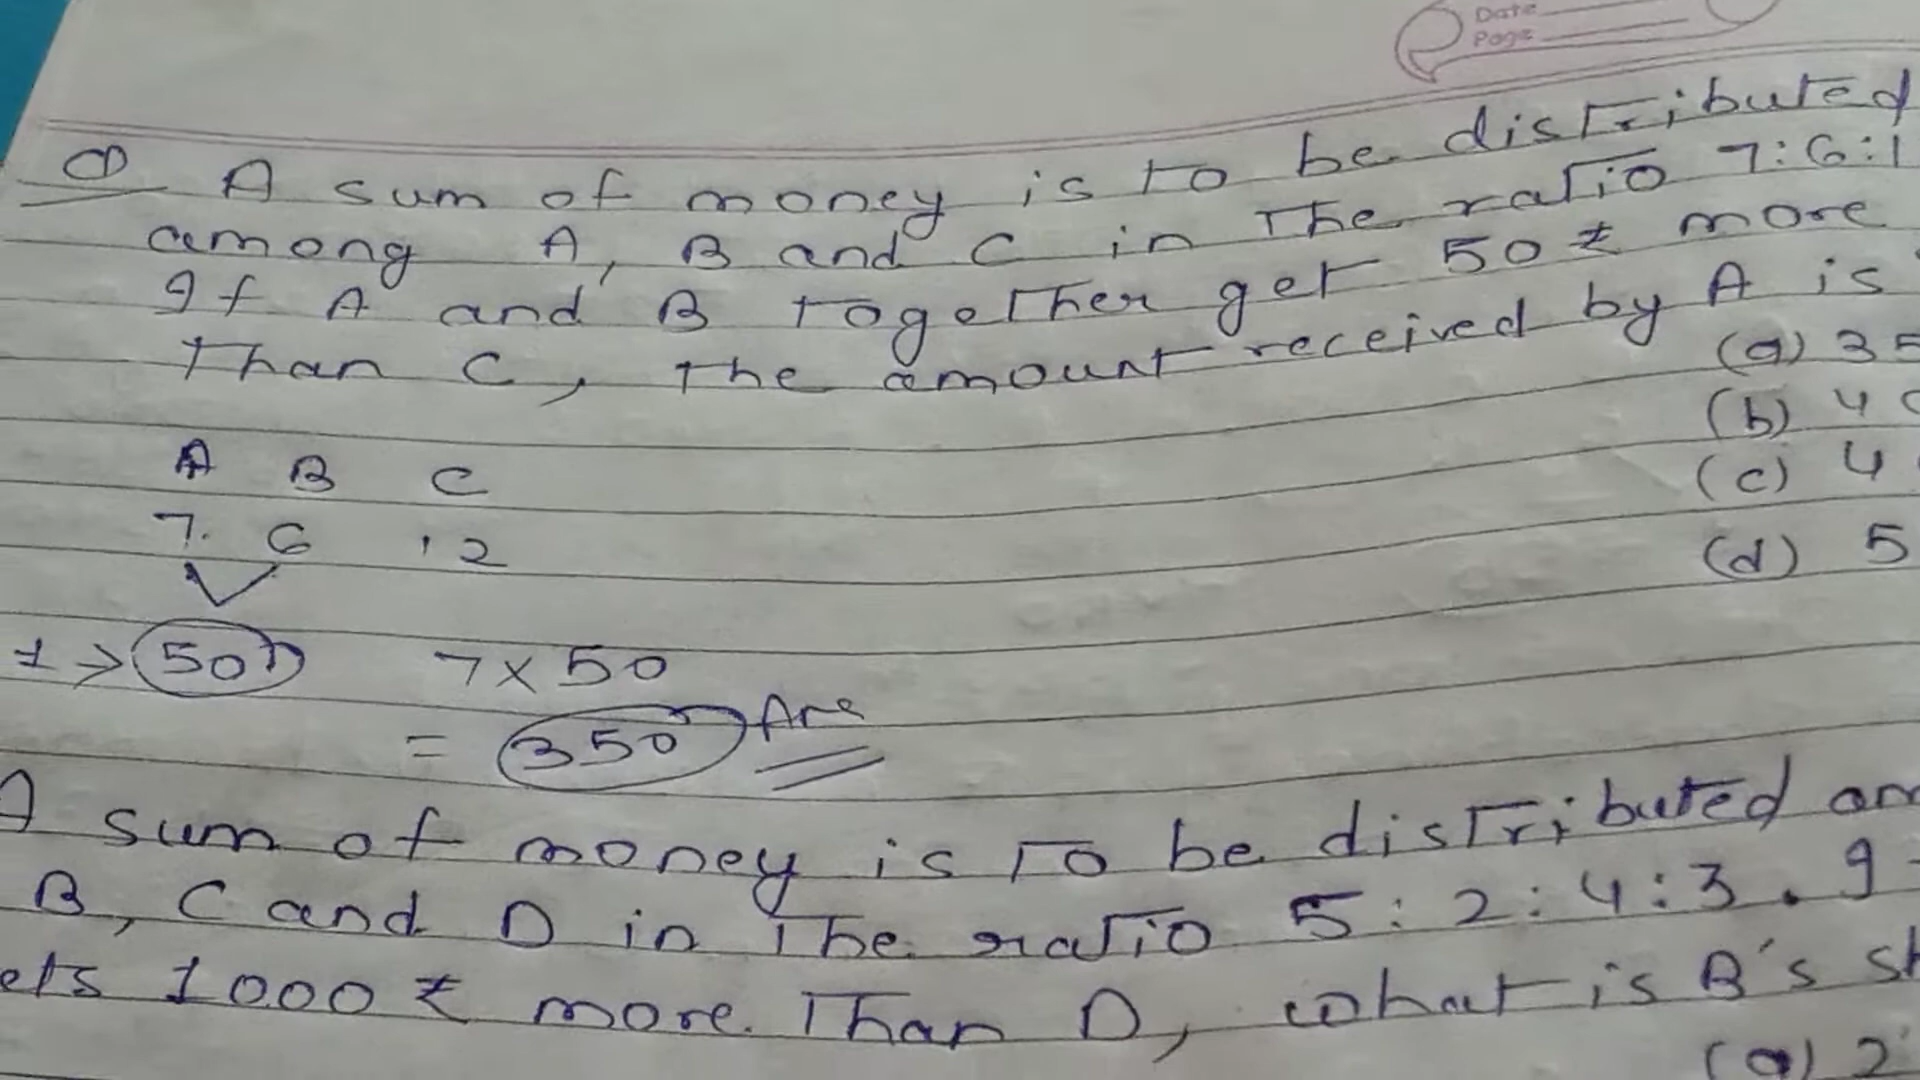 Date
Page
Q A sum of money is to be distributed
among A, B and C in the ratio 7:6:1
If A and B together get 50 ₹ more
than C, the amount received by A is
(a) 35
(b) 4
(c) 4
(d) 5
A B C
7. 6 12
1 → 50 7 × 50
= 350 Ans
A sum of money is to be distributed am
B, C and D in the ratio 5:2:4:3. If
ets 1000 ₹ more than D, what is B's sh
(a) 2